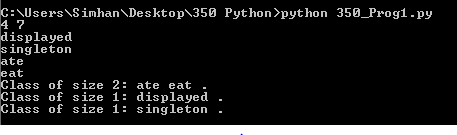 C:\Users\Simhan\Desktop\350 Python>python 350_Prog1.py
4 7
displayed
singleton
ate
eat
Class of size 2: ate eat .
Class of size 1: displayed .
Class of size 1: singleton .